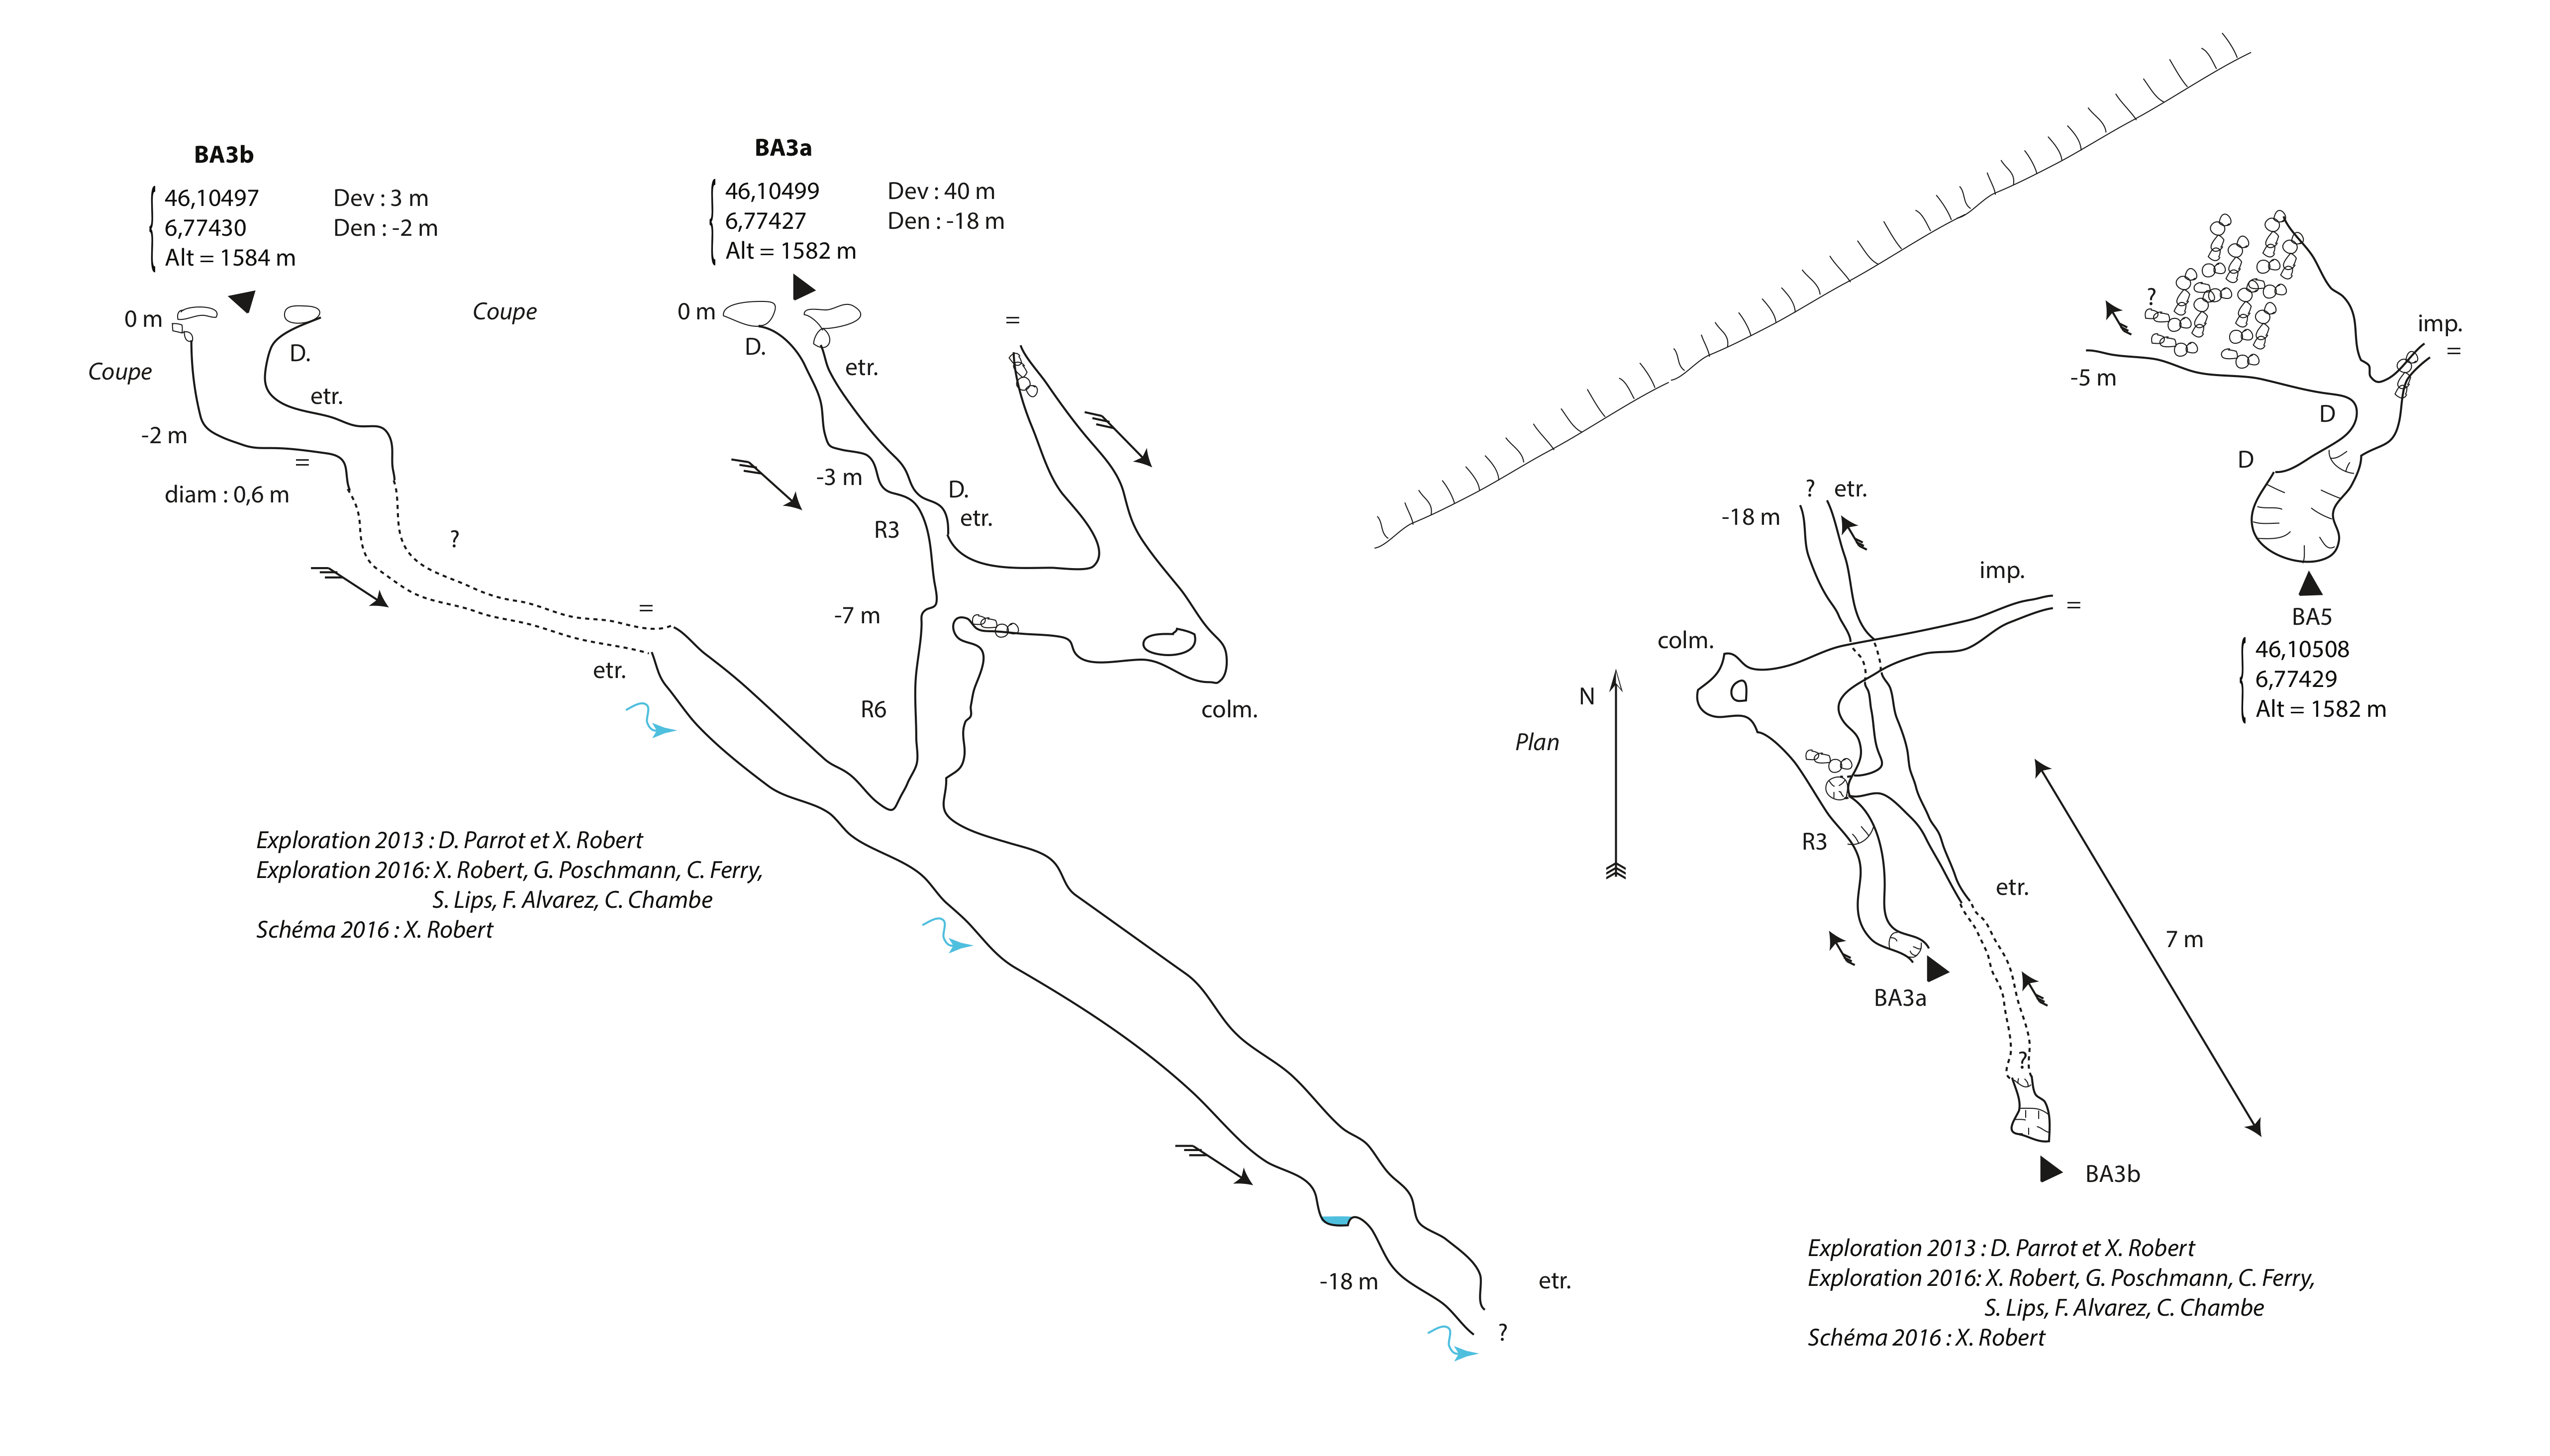 BA3b
46,10497 Dev : 3 m
6,77430 Den : -2 m
Alt = 1584 m
0 m
Coupe
D.
Coupe
etr.
-2 m
=
diam : 0,6 m
?
=
etr.
BA3a
46,10499 Dev : 40 m
6,77427 Den : -18 m
Alt = 1582 m
0 m
D.
etr.
=
-3 m
D.
etr.
R3
-7 m
R6
colm.
-18 m
etr.
?
Exploration 2013 : D. Parrot et X. Robert
Exploration 2016: X. Robert, G. Poschmann, C. Ferry,
S. Lips, F. Alvarez, C. Chambe
Schéma 2016 : X. Robert
?
imp.
=
-5 m
D
D
BA5
46,10508
6,77429
Alt = 1582 m
? etr.
-18 m
imp.
=
colm.
N
Plan
R3
etr.
7 m
BA3a
?
BA3b
Exploration 2013 : D. Parrot et X. Robert
Exploration 2016: X. Robert, G. Poschmann, C. Ferry,
S. Lips, F. Alvarez, C. Chambe
Schéma 2016 : X. Robert